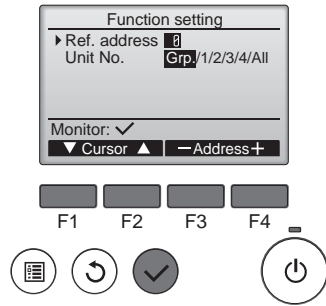 Function setting
Ref. address 0
Unit No. Grp./1/2/3/4/All
Monitor: ✓
▼ Cursor ▲ −Address+
F1 F2 F3 F4